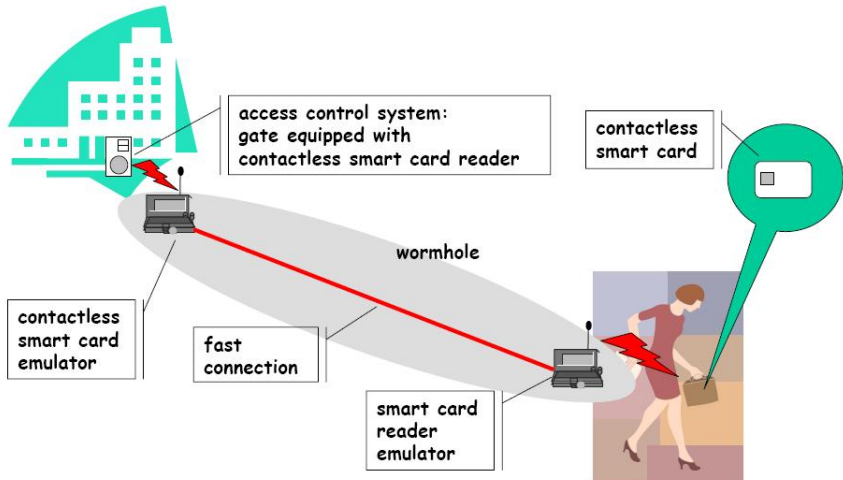 access control system:
gate equipped with
contactless smart card reader
contactless
smart card
wormhole
contactless
smart card
emulator
fast
connection
smart card
reader
emulator